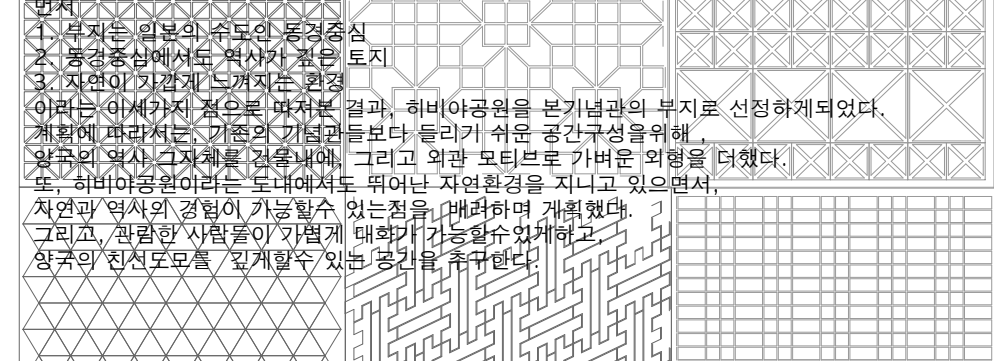 먼저
1. 부지는 일본의 수도인 동경중심
2. 동경중심에서도 역사가 깊은 토지
3. 자연이 가깝게 느껴지는 환경
이라는 이세가지 점으로 따져본 결과, 히비야공원을 본기념관의 부지로 선정하게되었다.
계획에 따라서는, 기존의 기념관들보다 들리기 쉬운 공간구성을위해 ,
양국의 역사 그자체를 건물내에, 그리고 외관 모티브로 가벼운 외형을 더했다.
또, 히비야공원이라는 도내에서도 뛰어난 자연환경을 지니고 있으면서,
자연과 역사의 경험이 가능할수 있는점을 배려하며 계획했다.
그리고, 관람한 사람들이 가볍게 대화가 가능할수있게하고,
양국의 친선도모를 깊게할수 있는 공간을 추구한다.